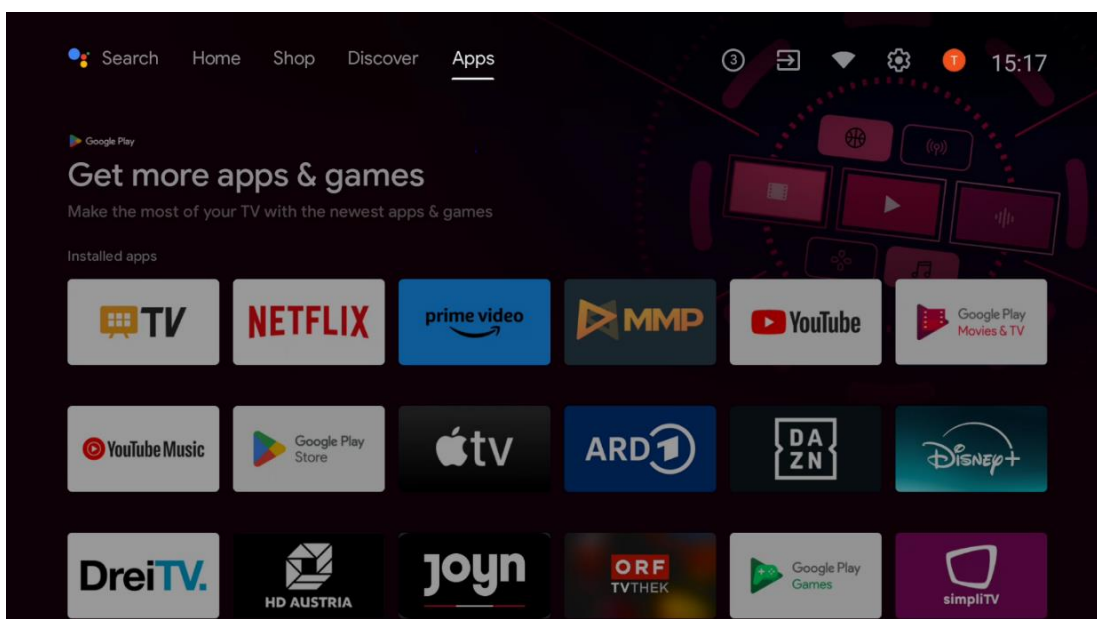 Search Home Shop Discover Apps 3 T 15:17
Google Play
Get more apps & games
Make the most of your TV with the newest apps & games
Installed apps
TV NETFLIX prime video MMP YouTube Google Play
Movies & TV
YouTube Music Google Play
Store tv ARD 1 DA
ZN Disney+
DreiTV. HD AUSTRIA joyn ORF
TVTHEK Google Play
Games simpliTV